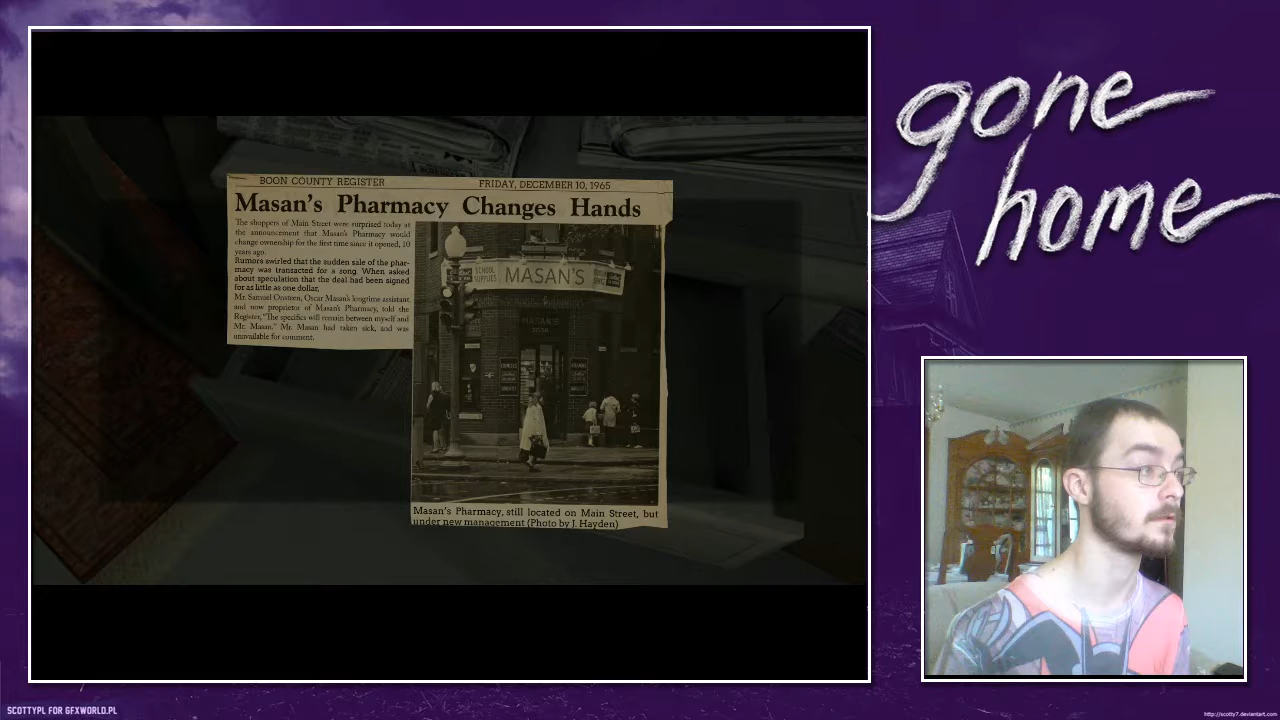 BOON COUNTY REGISTER FRIDAY, DECEMBER 10, 1965
Masan's Pharmacy Changes Hands
The shoppers of Main Street were surprised today at
the announcement that Masan's Pharmacy would
change ownership for the first time since it opened, 10
years ago.
Rumors swirled that the sudden sale of the phar-
macy was transacted for a song. When asked
about speculation that the deal had been signed
for as little as one dollar,
Mr. Samuel Onsteen, Oscar Masan's longtime assistant
and now proprietor of Masan's Pharmacy, told the
Register, "The specifics will remain between myself and
Mr. Masan." Mr. Masan had taken sick, and was
unavailable for comment.
SCHOOL
SUPPLIES
MASAN'S
MASAN'S
Masan's Pharmacy, still located on Main Street, but
under new management (Photo by J. Hayden)
gone
home
SCOTTYPL FOR GFXWORLD.PL
http://scotty7.deviantart.com